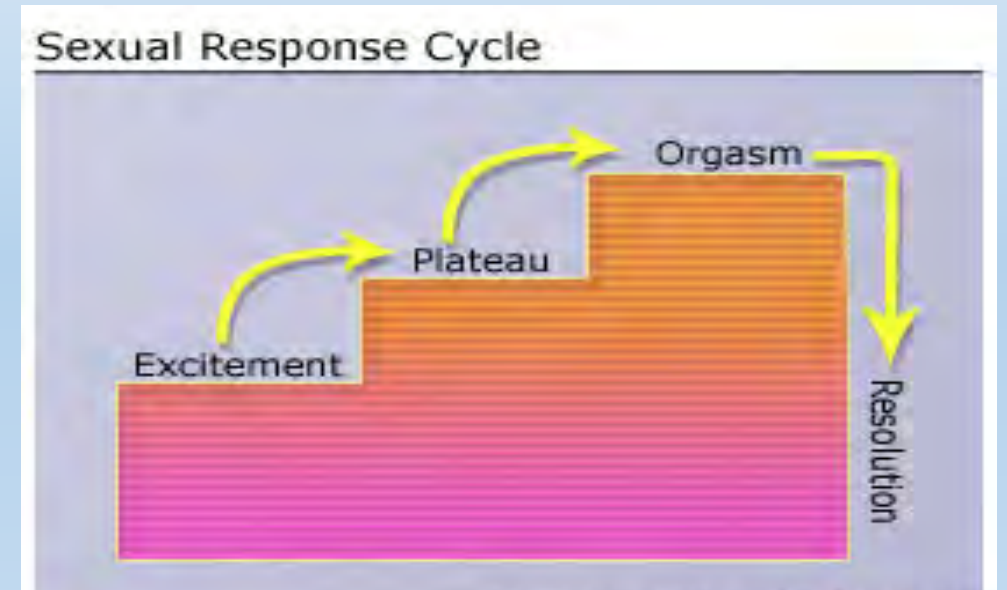 Sexual Response Cycle
Orgasm
Plateau
Excitement
Resolution